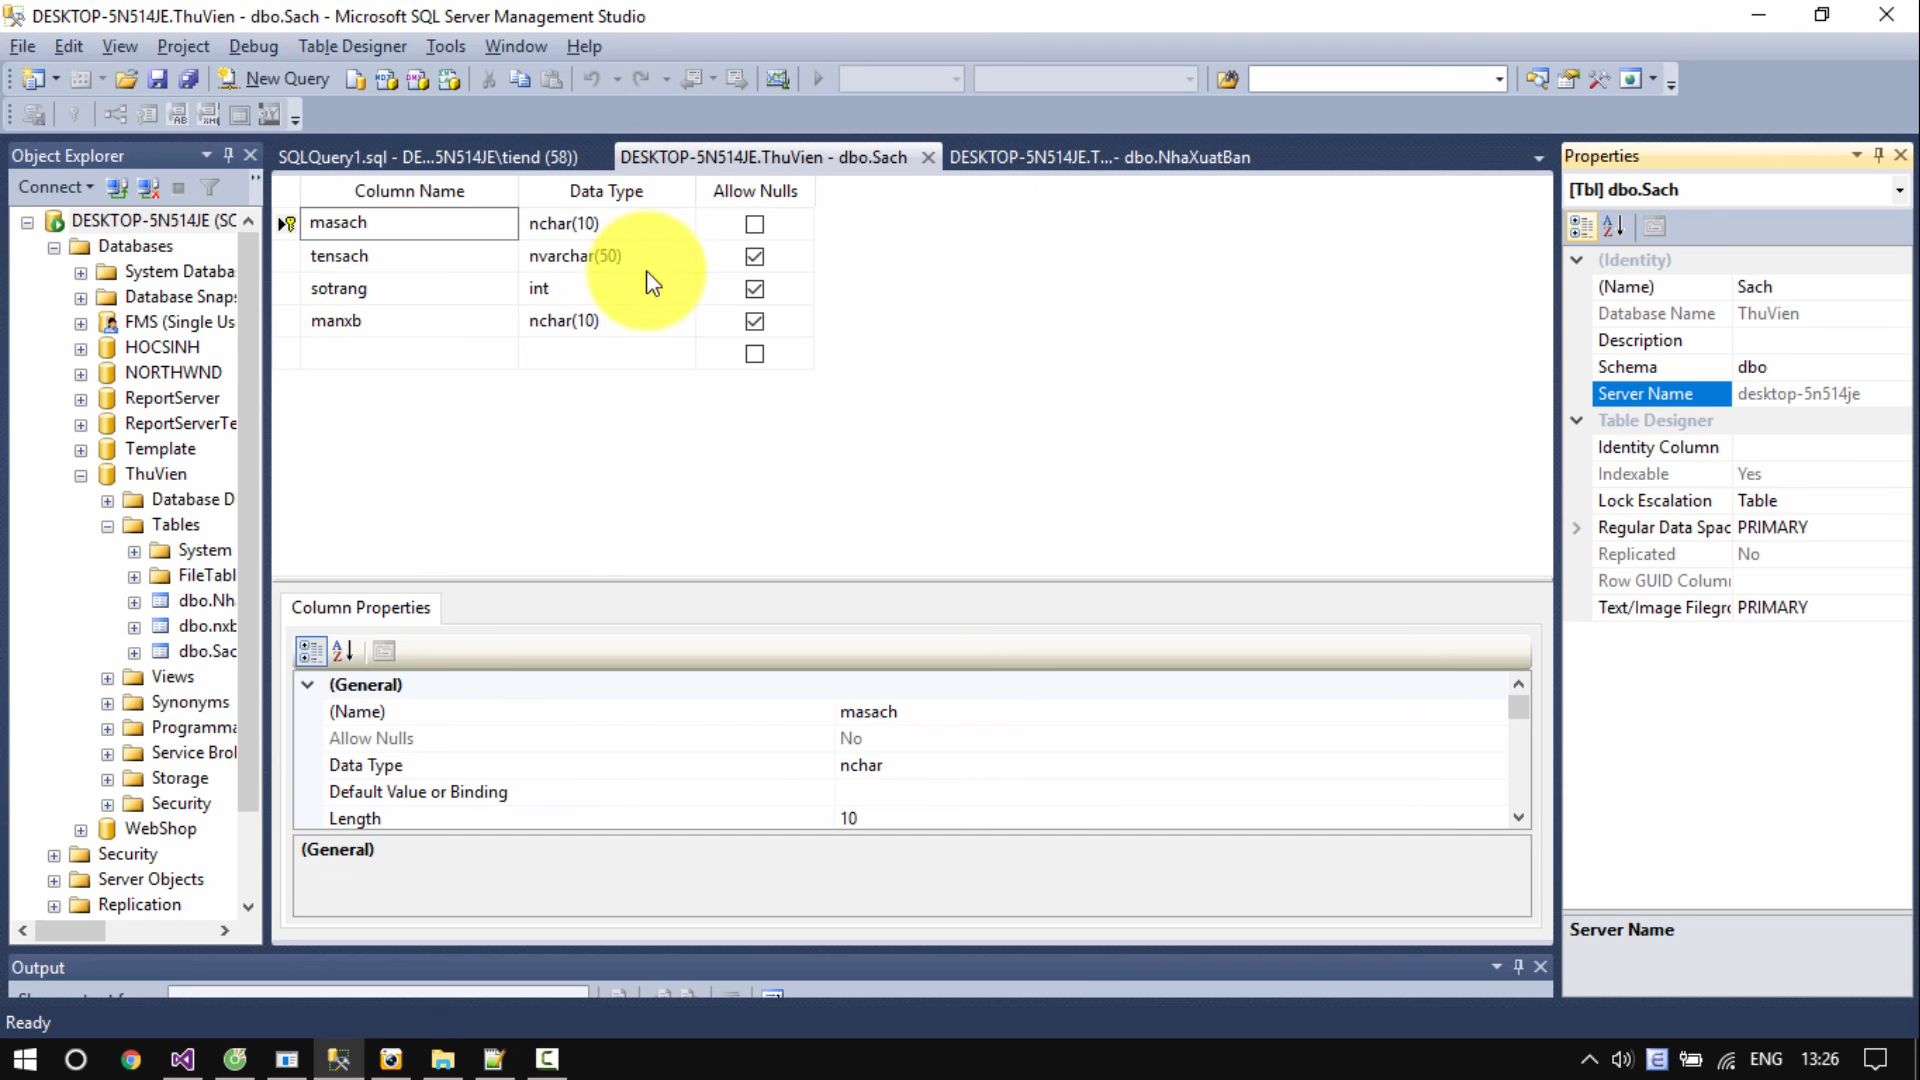 DESKTOP-5N514JE.ThuVien - dbo.Sach - Microsoft SQL Server Management Studio
File Edit View Project Debug Table Designer Tools Window Help
New Query
Object Explorer
Connect
DESKTOP-5N514JE (SC
Databases
System Databa
Database Snap
FMS (Single Us
HOCSINH
NORTHWND
ReportServer
ReportServerTe
Template
ThuVien
Database D
Tables
System
FileTabl
dbo.Nh
dbo.nxb
dbo.Sac
Views
Synonyms
Programma
Service Brol
Storage
Security
WebShop
Security
Server Objects
Replication
SQLQuery1.sql - DE...5N514JE\tiend (58))
DESKTOP-5N514JE.ThuVien - dbo.Sach
DESKTOP-5N514JE.T...- dbo.NhaXuatBan
Column Name Data Type Allow Nulls
masach nchar(10)
tensach nvarchar(50)
sotrang int
manxb nchar(10)
Column Properties
(General)
(Name) masach
Allow Nulls No
Data Type nchar
Default Value or Binding
Length 10
(General)
Properties
[Tbl] dbo.Sach
(Identity)
(Name) Sach
Database Name ThuVien
Description
Schema dbo
Server Name desktop-5n514je
Table Designer
Identity Column
Indexable Yes
Lock Escalation Table
Regular Data Spac PRIMARY
Replicated No
Row GUID Colum
Text/Image Filegr PRIMARY
Server Name
Output
Ready
ENG 13:26